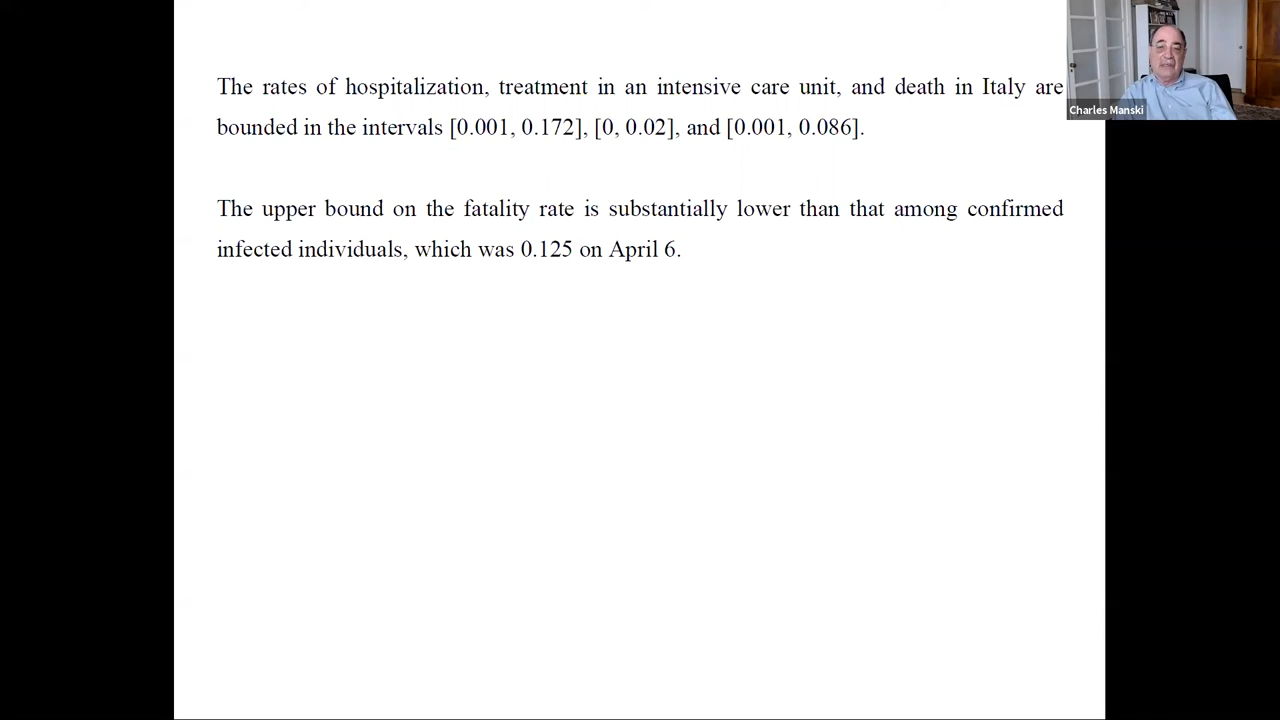 The rates of hospitalization, treatment in an intensive care unit, and death in Italy are
bounded in the intervals [0.001, 0.172], [0, 0.02], and [0.001, 0.086].
The upper bound on the fatality rate is substantially lower than that among confirmed
infected individuals, which was 0.125 on April 6.
Charles Manski